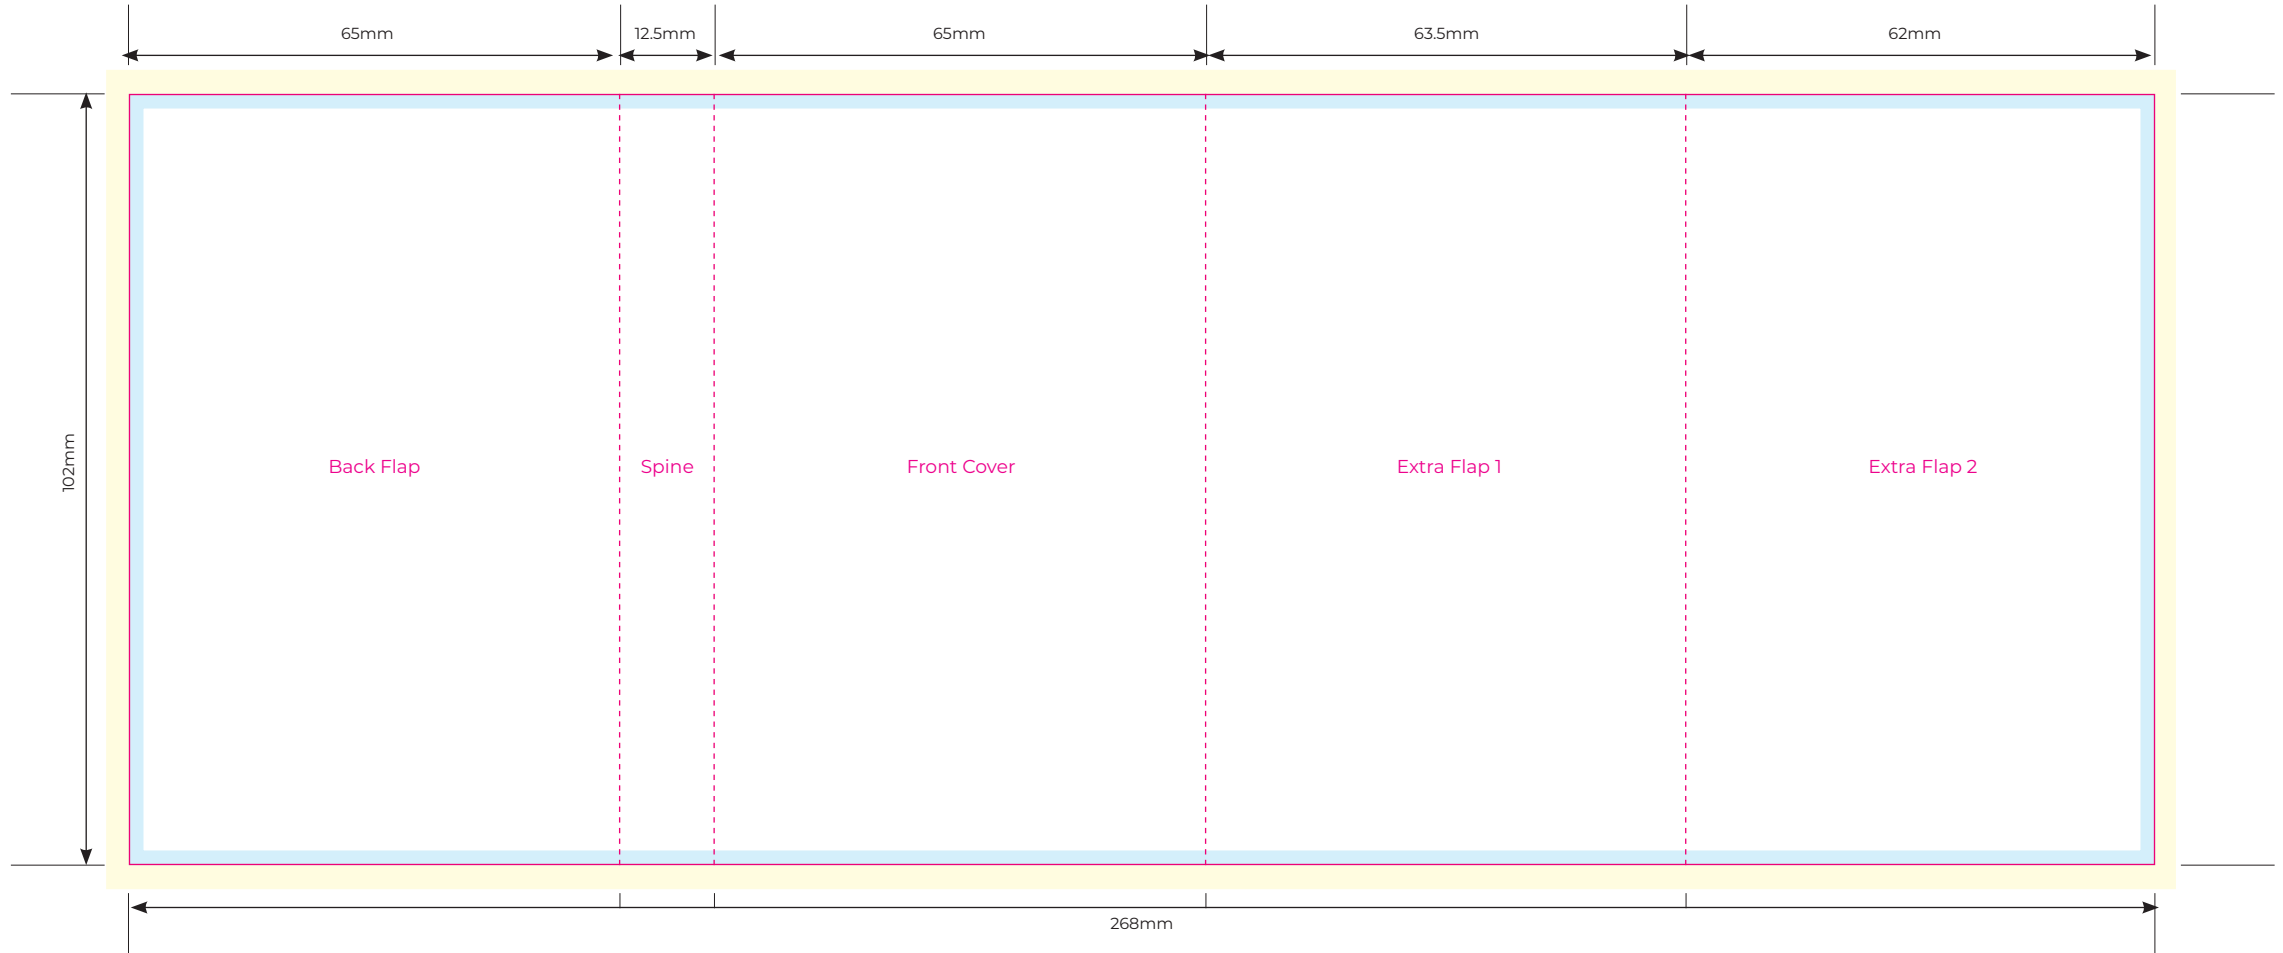 65mm
12.5mm
65mm
63.5mm
62mm
102mm
Back Flap
Spine
Front Cover
Extra Flap 1
Extra Flap 2
268mm